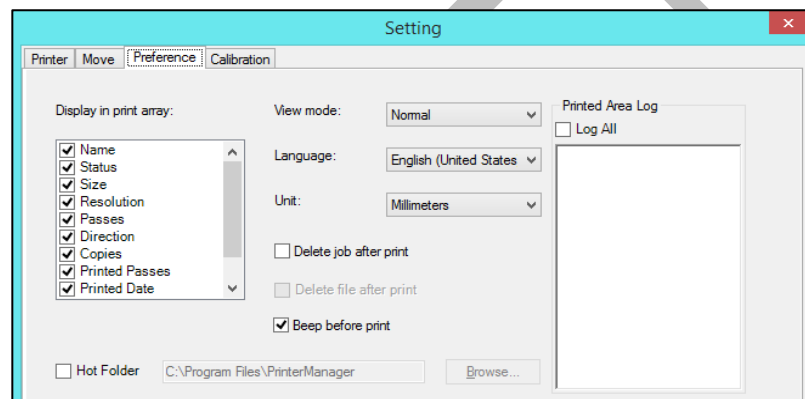 Setting
Printer Move Preference Calibration
Display in print array:
Name
Status
Size
Resolution
Passes
Direction
Copies
Printed Passes
Printed Date
View mode: Normal
Language: English (United States
Unit: Millimeters
Delete job after print
Delete file after print
Beep before print
Printed Area Log
Log All
Hot Folder C:\Program Files\PrinterManager Browse...